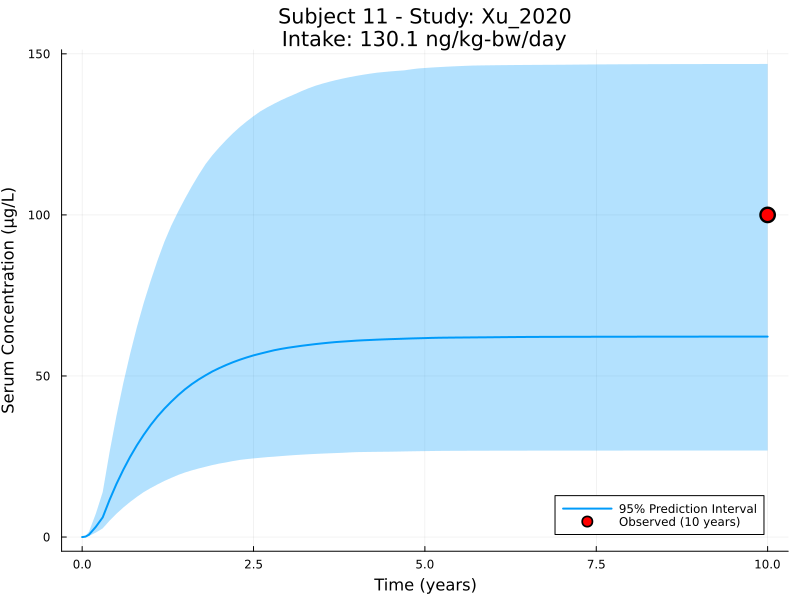 Subject 11 - Study: Xu_2020
Intake: 130.1 ng/kg-bw/day
Serum Concentration (µg/L)
150
100
50
0
0.0
2.5
5.0
7.5
10.0
Time (years)
95% Prediction Interval
Observed (10 years)